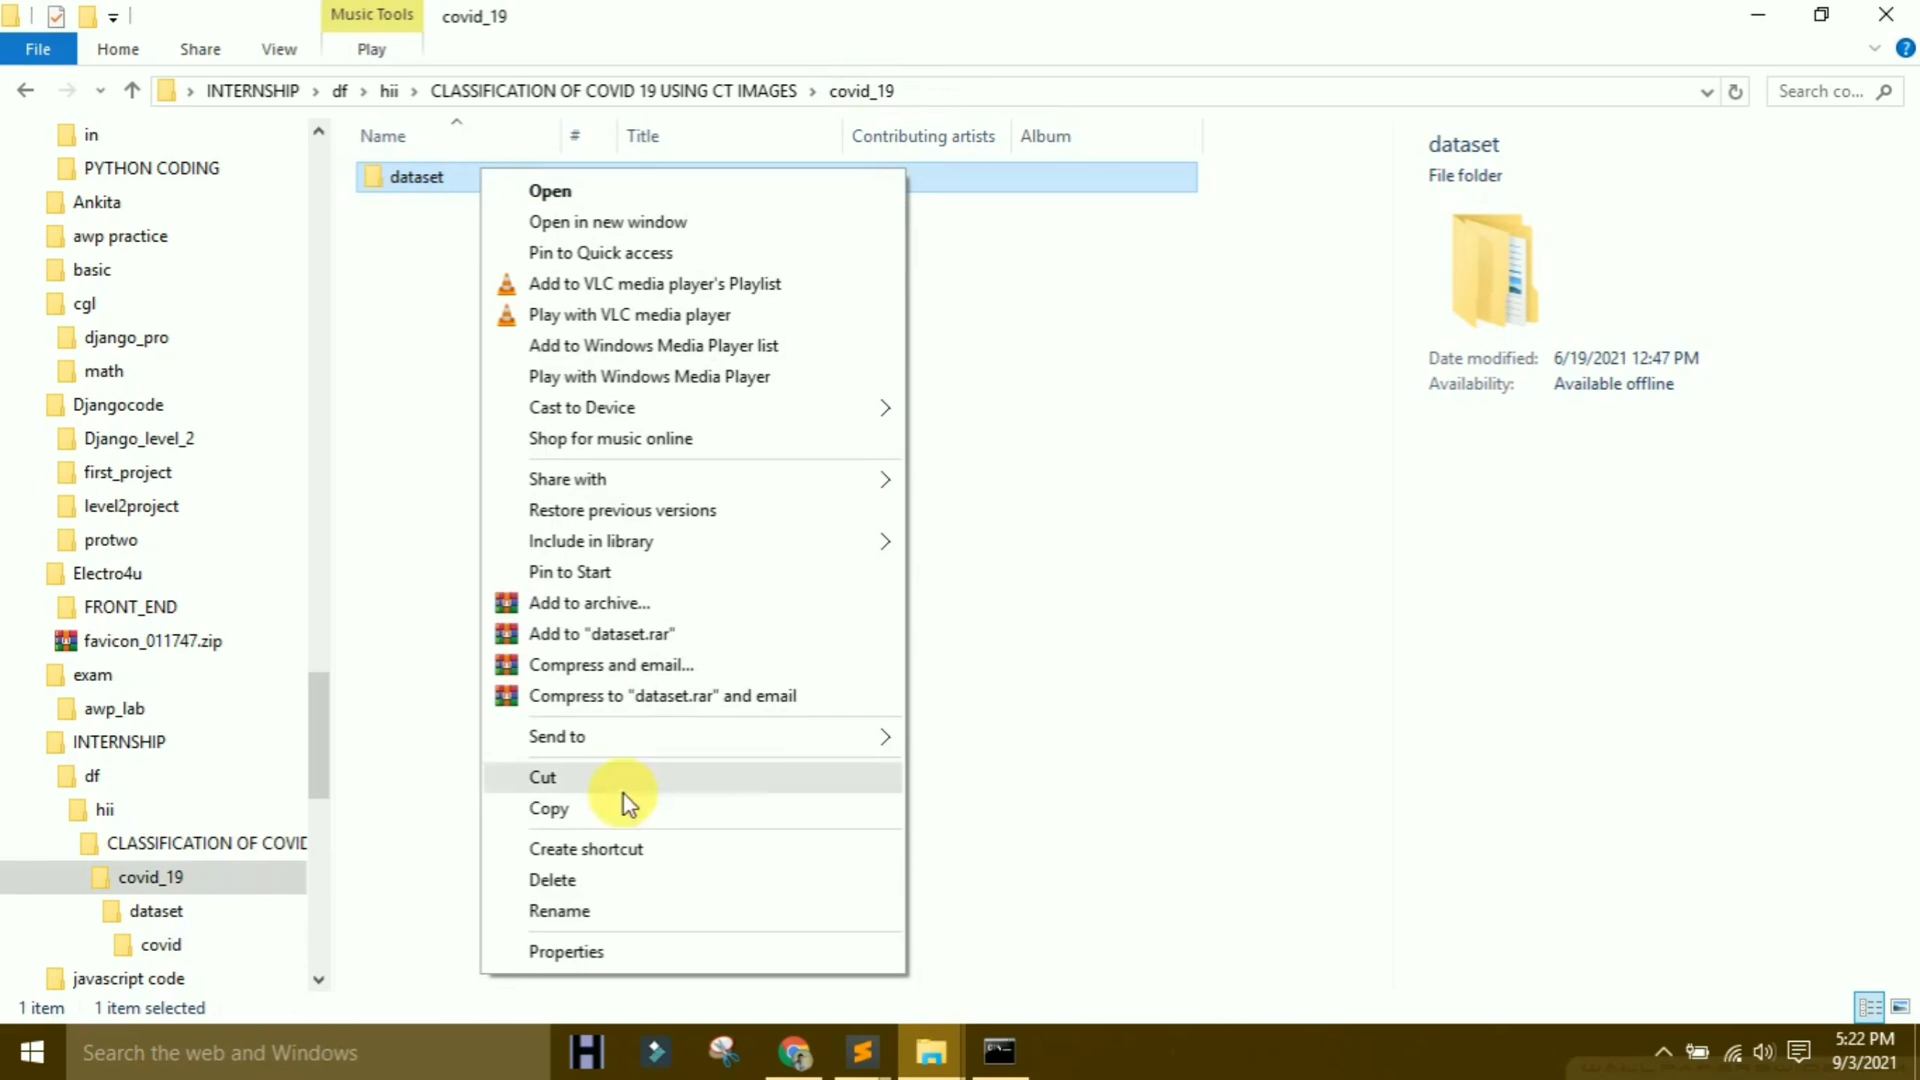 Music Tools
covid_19
File
Home
Share
View
Play
INTERNSHIP > df > hii > CLASSIFICATION OF COVID 19 USING CT IMAGES > covid_19
Search co...
in
PYTHON CODING
Ankita
awp practice
basic
cgl
django_pro
math
Djangocode
Django_level_2
first_project
level2project
protwo
Electro4u
FRONT_END
favicon_011747.zip
exam
awp_lab
INTERNSHIP
df
hii
CLASSIFICATION OF COVID
covid_19
dataset
covid
javascript code
Name
#
Title
Contributing artists
Album
dataset
Open
Open in new window
Pin to Quick access
Add to VLC media player's Playlist
Play with VLC media player
Add to Windows Media Player list
Play with Windows Media Player
Cast to Device
Shop for music online
Share with
Restore previous versions
Include in library
Pin to Start
Add to archive...
Add to "dataset.rar"
Compress and email...
Compress to "dataset.rar" and email
Send to
Cut
Copy
Create shortcut
Delete
Rename
Properties
dataset
File folder
Date modified: 6/19/2021 12:47 PM
Availability: Available offline
1 item
1 item selected
Search the web and Windows
5:22 PM
9/3/2021